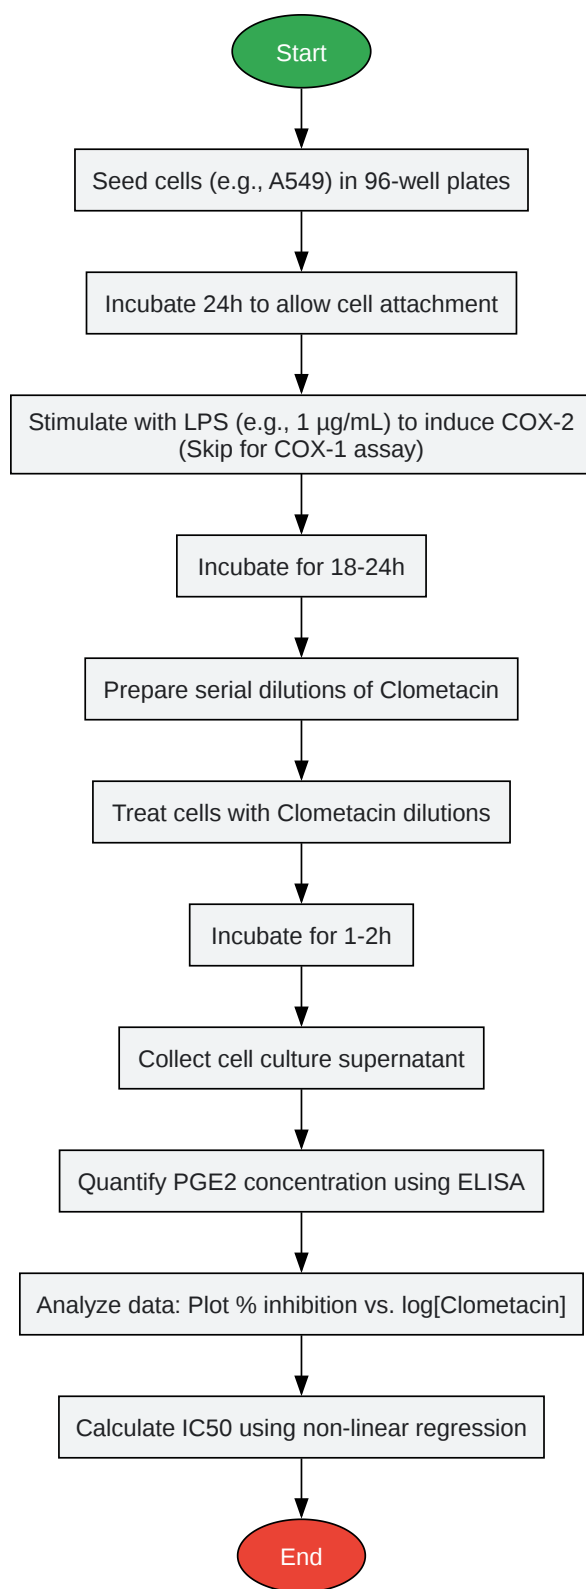 Start
Seed cells (e.g., A549) in 96-well plates
Incubate 24h to allow cell attachment
Stimulate with LPS (e.g., 1 µg/mL) to induce COX-2
(Skip for COX-1 assay)
Incubate for 18-24h
Prepare serial dilutions of Clometacin
Treat cells with Clometacin dilutions
Incubate for 1-2h
Collect cell culture supernatant
Quantify PGE2 concentration using ELISA
Analyze data: Plot % inhibition vs. log[Clometacin]
Calculate IC50 using non-linear regression
End